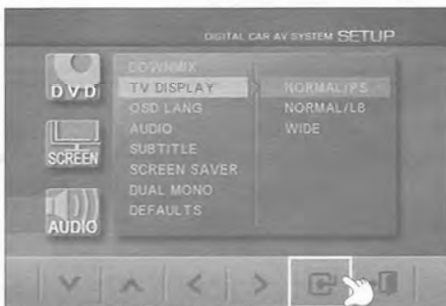 DIGITAL CAR AV SYSTEM SETUP
DVD
SCREEN
AUDIO
DOWNMIX
TV DISPLAY
OSD LANG
AUDIO
SUBTITLE
SCREEN SAVER
DUAL MONO
DEFAULTS
NORMAL/PS
NORMAL/LB
WIDE